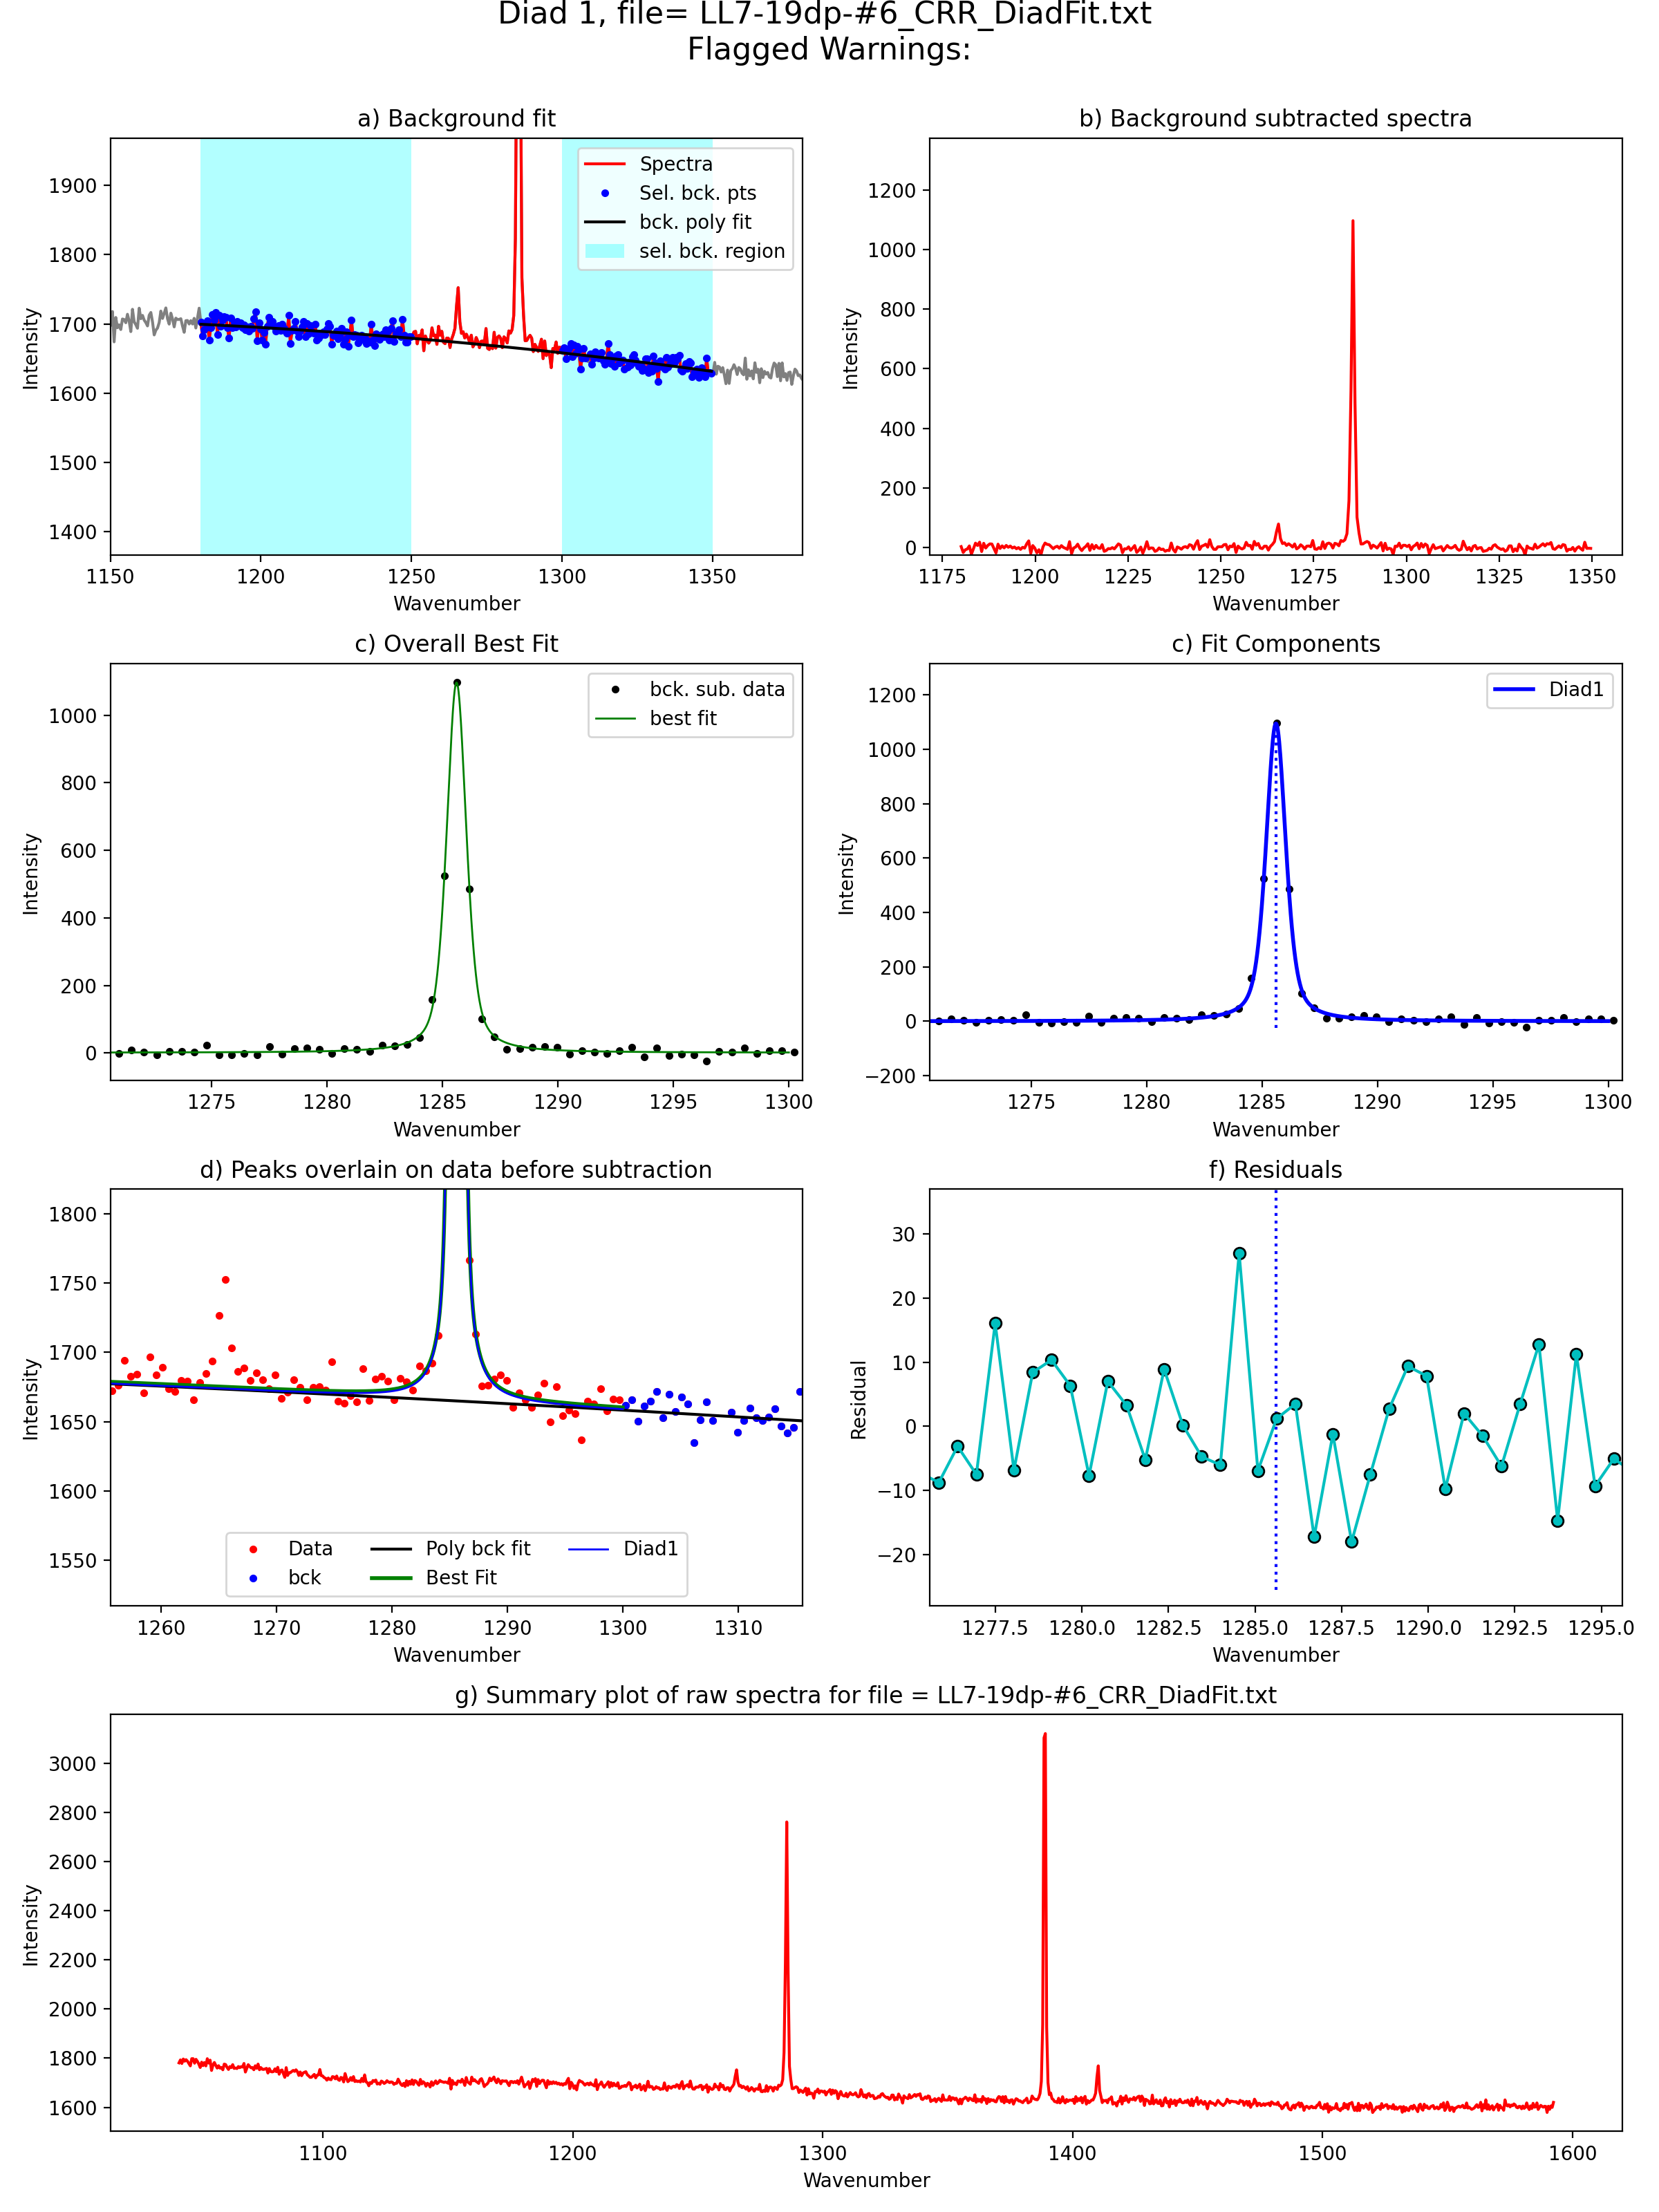 Diad 1, file= LL7-19dp-#6_CRR_DiadFit.txt
Flagged Warnings:
a) Background fit
Intensity
1900
1800
1700
1600
1500
1400
1150
1200
1250
1300
1350
Wavenumber
Spectra
Sel. bck. pts
bck. poly fit
sel. bck. region
b) Background subtracted spectra
Intensity
1200
1000
800
600
400
200
0
1175
1200
1225
1250
1275
1300
1325
1350
Wavenumber
c) Overall Best Fit
Intensity
1000
800
600
400
200
0
1275
1280
1285
1290
1295
1300
Wavenumber
bck. sub. data
best fit
c) Fit Components
Intensity
1200
1000
800
600
400
200
0
−200
1275
1280
1285
1290
1295
1300
Wavenumber
Diad1
d) Peaks overlain on data before subtraction
Intensity
1800
1750
1700
1650
1600
1550
1260
1270
1280
1290
1300
1310
Wavenumber
Data
bck
Poly bck fit
Best Fit
Diad1
f) Residuals
Residual
30
20
10
0
−10
−20
1277.5
1280.0
1282.5
1285.0
1287.5
1290.0
1292.5
1295.0
Wavenumber
g) Summary plot of raw spectra for file = LL7-19dp-#6_CRR_DiadFit.txt
Intensity
3000
2800
2600
2400
2200
2000
1800
1600
1100
1200
1300
1400
1500
1600
Wavenumber